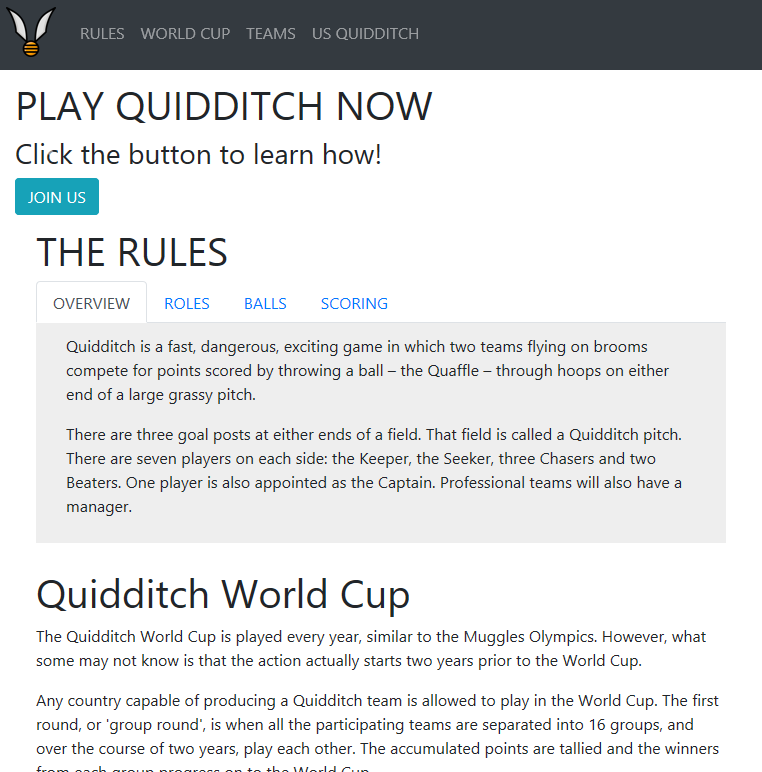 RULES WORLD CUP TEAMS US QUIDDITCH
PLAY QUIDDITCH NOW
Click the button to learn how!
JOIN US
THE RULES
OVERVIEW ROLES BALLS SCORING
Quidditch is a fast, dangerous, exciting game in which two teams flying on brooms
compete for points scored by throwing a ball – the Quaffle – through hoops on either
end of a large grassy pitch.
There are three goal posts at either ends of a field. That field is called a Quidditch pitch.
There are seven players on each side: the Keeper, the Seeker, three Chasers and two
Beaters. One player is also appointed as the Captain. Professional teams will also have a
manager.
Quidditch World Cup
The Quidditch World Cup is played every year, similar to the Muggles Olympics. However, what
some may not know is that the action actually starts two years prior to the World Cup.
Any country capable of producing a Quidditch team is allowed to play in the World Cup. The first
round, or 'group round', is when all the participating teams are separated into 16 groups, and
over the course of two years, play each other. The accumulated points are tallied and the winners
from each group progress on to the World Cup.